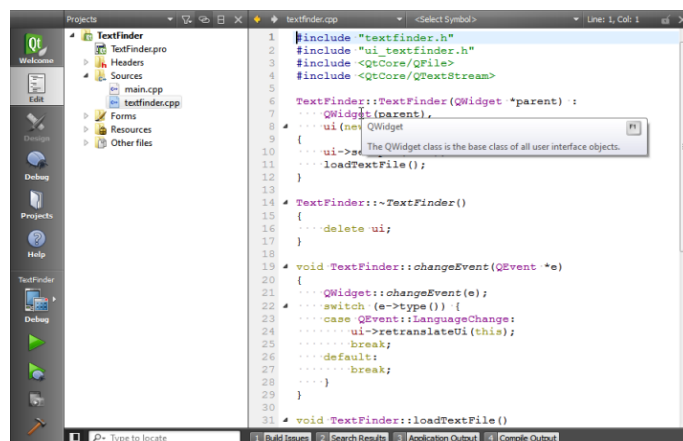 Projects
textfinder.cpp
<Select Symbol>
Line: 1, Col: 1
Welcome
Edit
Design
Debug
Projects
Help
TextFinder
Debug
TextFinder
TextFinder.pro
Headers
Sources
main.cpp
textfinder.cpp
Forms
Resources
Other files
1 #include "textfinder.h"
2 #include "ui_textfinder.h"
3 #include <QtCore/QFile>
4 #include <QtCore/QTextStream>
5
6 TextFinder::TextFinder(QWidget *parent) :
7 QWidget(parent),
8 ui(new
QWidget
F1
The QWidget class is the base class of all user interface objects.
9 {
10 ui->se
11 loadTextFile();
12 }
13
14 TextFinder::~TextFinder()
15 {
16 delete ui;
17 }
18
19 void TextFinder::changeEvent(QEvent *e)
20 {
21 QWidget::changeEvent(e);
22 switch (e->type()) {
23 case QEvent::LanguageChange:
24 ui->retranslateUi(this);
25 break;
26 default:
27 break;
28 }
29 }
30
31 void TextFinder::loadTextFile()
Type to locate
1 Build Issues 2 Search Results 3 Application Output 4 Compile Output